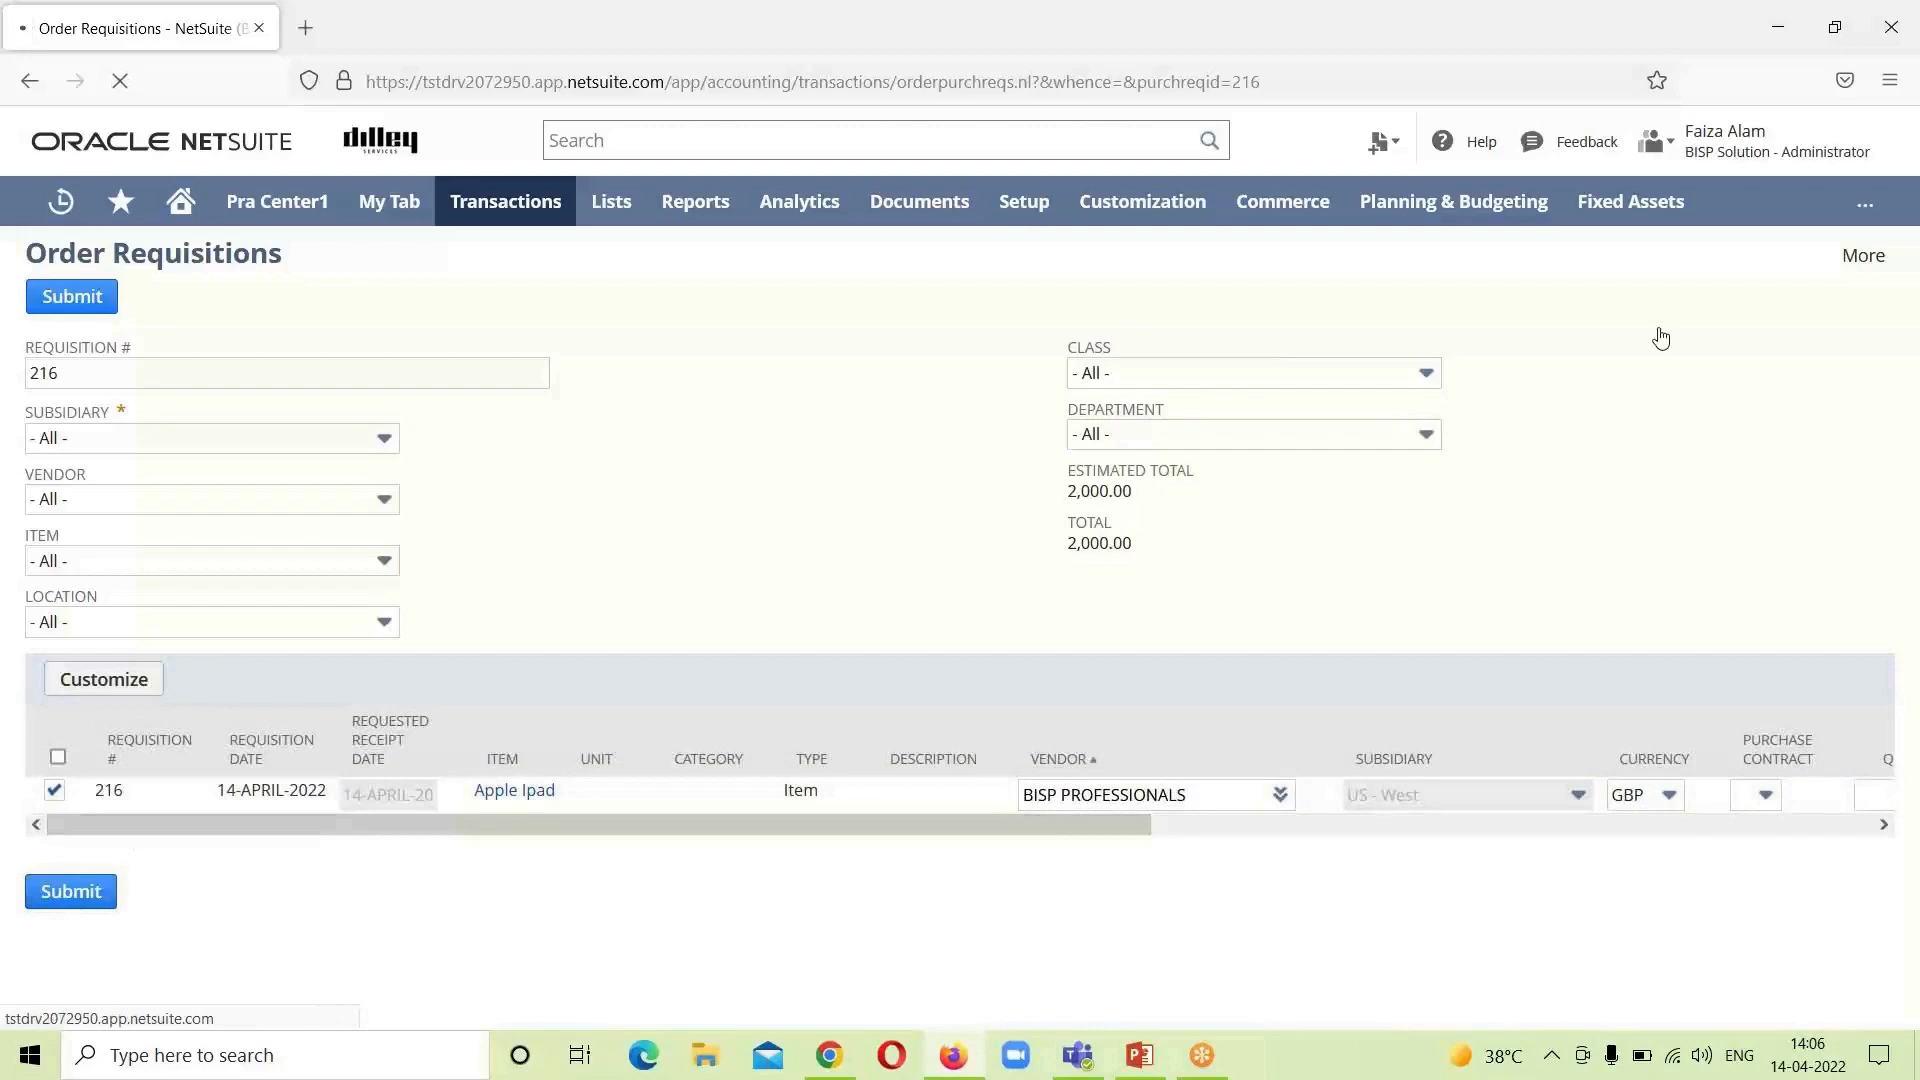 Order Requisitions - NetSuite (
https://tstdrv2072950.app.netsuite.com/app/accounting/transactions/orderpurchreqs.nl?&whence=&purchreqid=216
ORACLE NETSUITE
dilley
SERVICES
Search
Help
Feedback
Faiza Alam
BISP Solution - Administrator
Pra Center1
My Tab
Transactions
Lists
Reports
Analytics
Documents
Setup
Customization
Commerce
Planning & Budgeting
Fixed Assets
...
Order Requisitions
More
Submit
REQUISITION #
216
SUBSIDIARY *
- All -
VENDOR
- All -
ITEM
- All -
LOCATION
- All -
CLASS
- All -
DEPARTMENT
- All -
ESTIMATED TOTAL
2,000.00
TOTAL
2,000.00
Customize
REQUISITION
#
REQUISITION
DATE
REQUESTED
RECEIPT
DATE
ITEM
UNIT
CATEGORY
TYPE
DESCRIPTION
VENDOR
SUBSIDIARY
CURRENCY
PURCHASE
CONTRACT
Q
216
14-APRIL-2022
14-APRIL-20
Apple Ipad
Item
BISP PROFESSIONALS
US - West
GBP
Submit
tstdrv2072950.app.netsuite.com
Type here to search
38°C
ENG
14:06
14-04-2022